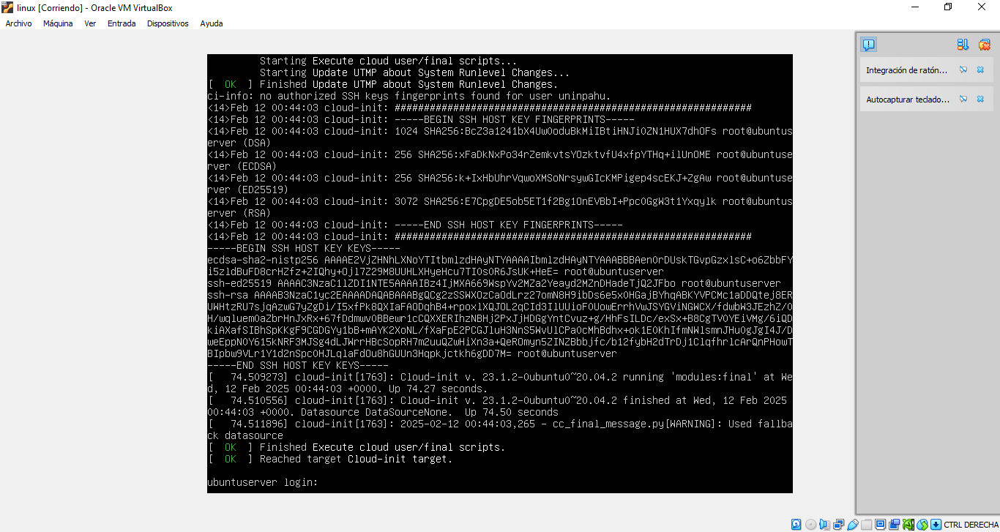 linux [Corriendo] - Oracle VM VirtualBox
Archivo Máquina Ver Entrada Dispositivos Ayuda
Starting Execute cloud user/final scripts...
Starting Update UTMP about System Runlevel Changes...
[ OK ] Finished Update UTMP about System Runlevel Changes.
ci-info: no authorized SSH keys fingerprints found for user uninpahu.
<14>Feb 12 00:44:03 cloud-init: #############################################################
<14>Feb 12 00:44:03 cloud-init: -----BEGIN SSH HOST KEY FINGERPRINTS-----
<14>Feb 12 00:44:03 cloud-init: 1024 SHA256:BcZ3a1241bX4Uw0oduBkMiIBtiHNJi0ZN1HUX7dhOFs root@ubuntus
erver (DSA)
<14>Feb 12 00:44:03 cloud-init: 256 SHA256:xFaDkNxPo34rZemkvtsYOzktvfU4xfpYTHq+ilUnOME root@ubuntuse
rver (ECDSA)
<14>Feb 12 00:44:03 cloud-init: 256 SHA256:k+IxHbUhrVqwoXMSoNrsywGIcKMPigep4scEKJ+ZgAw root@ubuntuse
rver (ED25519)
<14>Feb 12 00:44:03 cloud-init: 3072 SHA256:E7CpgDE5ob5ET1f2Bg1OnEVBbI+Ppc0GgW3t1Yxqylk root@ubuntus
erver (RSA)
<14>Feb 12 00:44:03 cloud-init: -----END SSH HOST KEY FINGERPRINTS-----
<14>Feb 12 00:44:03 cloud-init: #############################################################
-----BEGIN SSH HOST KEY KEYS-----
ecdsa-sha2-nistp256 AAAAE2VjZHNhLXNoYTItbmlzdHAyNTYAAAAIbmlzdHAyNTYAAABBBAen0rDUskTGvpGzxlsC+o6ZbbFY
i5zldBuFD8crHZfz+ZIQhy+Ojl7Z29M8UUHLXHyeHcu7TI0s0R6JsUK+HeE= root@ubuntuserver
ssh-ed25519 AAAAC3NzaC1lZDI1NTE5AAAAIBz4IjMXA669WspYv2MZa2Yeayd2MZnDHadeTjQ2JFbo root@ubuntuserver
ssh-rsa AAAAB3NzaC1yc2EAAAADAQABAAABgQCg2zSSWXOzCaOdLrz27omN8H9ibDs6e5x0HGajBYhqABKYVPCMc1aDDQtej8ER
UWHtzRU7sjqAzwG7yZgDi/I5xfPk8QXIaFAODqhB4+rpoxlXQJ0L2qCId3IlUUioF0UowErrhVwJSYGViNGWCX/fdwbW3JEzhZ/0
H/wqluem0aZbrHnJxRx+67fDdmwv0BBewr1cCQXXERIhzNBHj2PxJjHDGgYntCvuz+g/HhFsILDc/exSx+B8CgTV0YEiVMg/6iQD
kiAXafSIBhSpKKgF9CGDGYy1bB+mAYK2XoNL/fXaFpE2PCGJluH3NnS5WvUlCPa0cMhBdhx+ok1E0KhIfmNWlsmnJHu0gJgI4J/D
weEppN0Y615kNRF3MJSg4dLJWrrHBcSopRH7m2uuQZwHiXn3a+QeROmyn5ZINZBbbjfc/b12fybH2dTrDj1ClqfhrlcArQnPHowT
BIpbw9VLr1Y1d2nSpc0HJLqlaFd0u8hGUUn3Hqpkjctkh6gDD7M= root@ubuntuserver
-----END SSH HOST KEY KEYS-----
[   74.509273] cloud-init[1763]: Cloud-init v. 23.1.2-0ubuntu0~20.04.2 running 'modules:final' at We
d, 12 Feb 2025 00:44:03 +0000. Up 74.27 seconds.
[   74.510556] cloud-init[1763]: Cloud-init v. 23.1.2-0ubuntu0~20.04.2 finished at Wed, 12 Feb 2025
00:44:03 +0000. Datasource DataSourceNone.  Up 74.50 seconds
[   74.511896] cloud-init[1763]: 2025-02-12 00:44:03,265 - cc_final_message.py[WARNING]: Used fallba
ck datasource
[ OK ] Finished Execute cloud user/final scripts.
[ OK ] Reached target Cloud-init target.
ubuntuserver login:
Integración de ratón...
Autocapturar teclado...
CTRL DERECHA